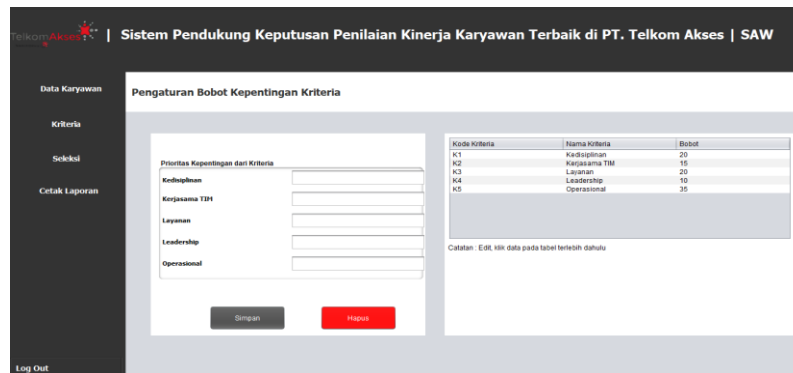 TelkomAkses | Sistem Pendukung Keputusan Penilaian Kinerja Karyawan Terbaik di PT. Telkom Akses | SAW
Data Karyawan
Kriteria
Seleksi
Cetak Laporan
Log Out
Pengaturan Bobot Kepentingan Kriteria
Prioritas Kepentingan dari Kriteria
Kedisiplinan
Kerjasama TIM
Layanan
Leadership
Operasional
Simpan Hapus
Kode Kriteria Nama Kriteria Bobot
K1 Kedisiplinan 20
K2 Kerjasama TIM 15
K3 Layanan 20
K4 Leadership 10
K5 Operasional 35
Catatan : Edit, klik data pada tabel terlebih dahulu